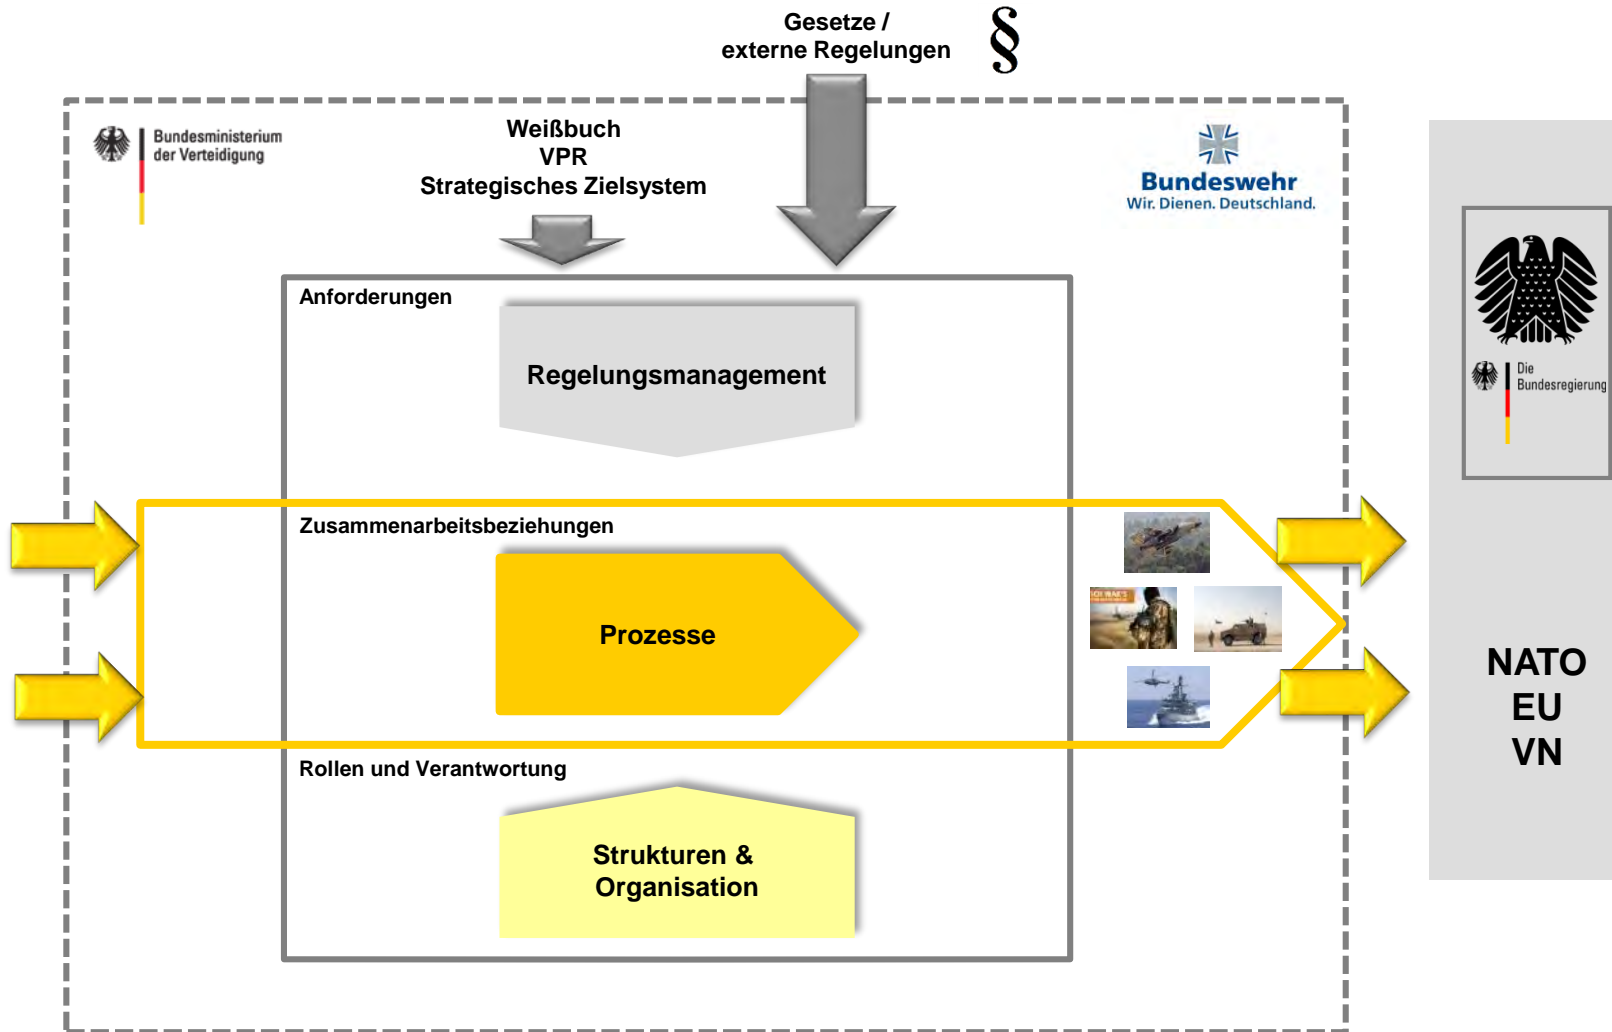 Gesetze /
externe Regelungen
§
Bundesministerium
der Verteidigung
Weißbuch
VPR
Strategisches Zielsystem
Bundeswehr
Wir. Dienen. Deutschland.
Anforderungen
Regelungsmanagement
Die
Bundesregierung
Zusammenarbeitsbeziehungen
Prozesse
NATO
EU
VN
Rollen und Verantwortung
Strukturen &
Organisation